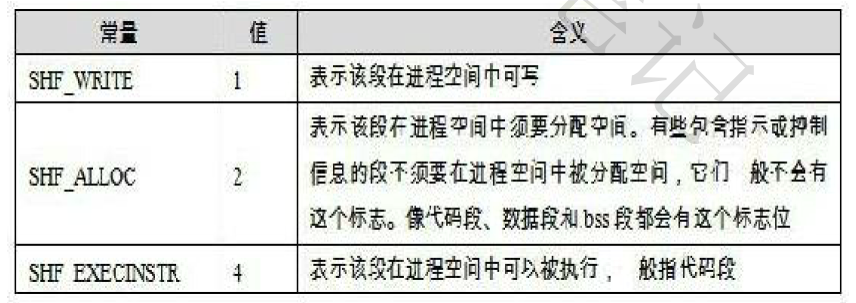 常量 值 含义
SHF_WRITE 1 表示该段在进程空间中可写
表示该段在进程空间中须要分配空间。有些包含指示或控制
SHF_ALLOC 2 信息的段不须要在进程空间中被分配空间，它们 般不会有
这个标志。像代码段、数据段和 bss 段都会有这个标志位
SHF EXECINSTR 4 表示该段在进程空间中可以被执行， 般指代码段
记